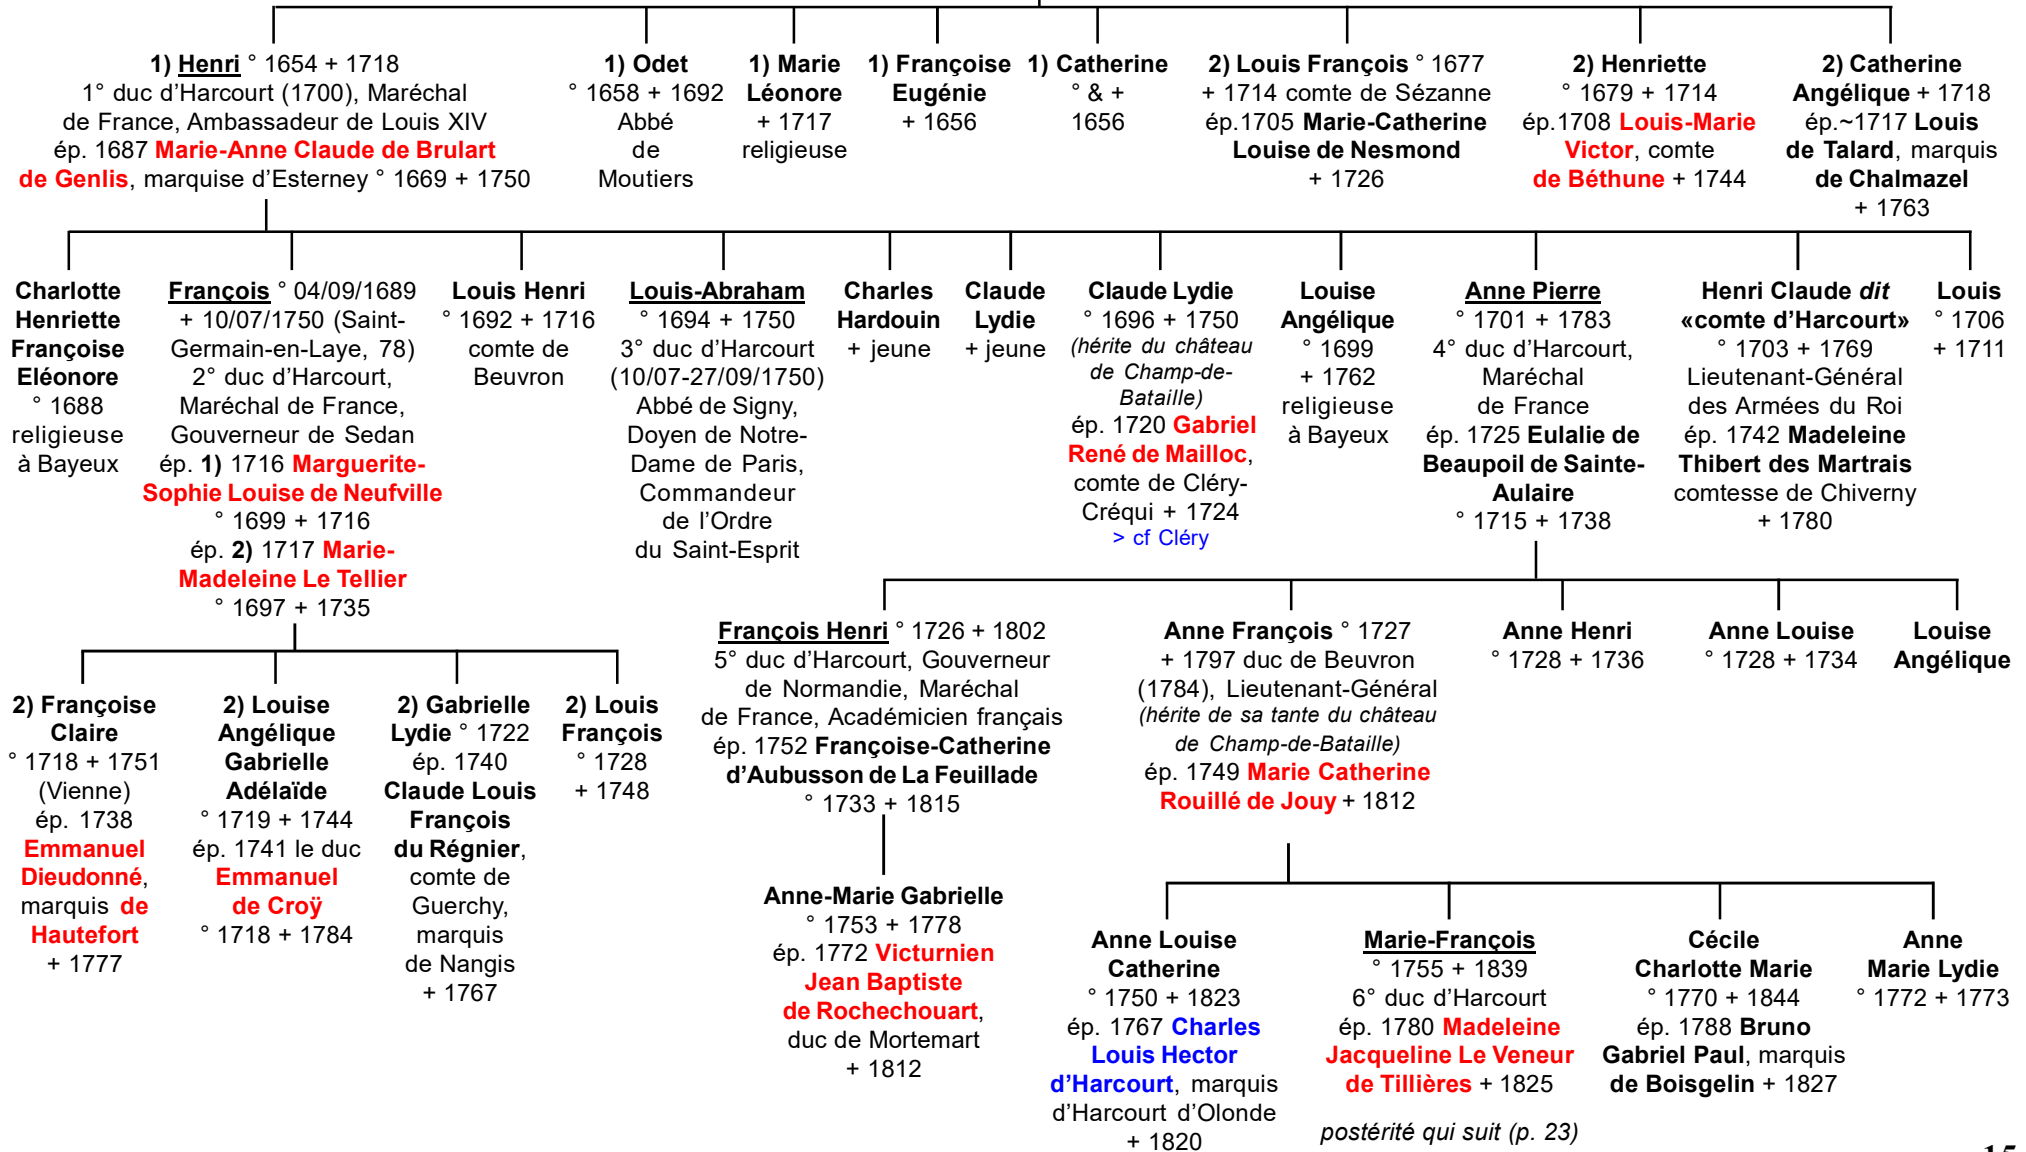 1) Henri ° 1654 + 1718
1° duc d’Harcourt (1700), Maréchal
de France, Ambassadeur de Louis XIV
ép. 1687 Marie-Anne Claude de Brulart
de Genlis, marquise d’Esterney ° 1669 + 1750
1) Odet
° 1658 + 1692
Abbé
de
Moutiers
1) Marie
Léonore
+ 1717
religieuse
1) Françoise
Eugénie
+ 1656
1) Catherine
° & +
1656
2) Louis François ° 1677
+ 1714 comte de Sézanne
ép.1705 Marie-Catherine
Louise de Nesmond
+ 1726
2) Henriette
° 1679 + 1714
ép.1708 Louis-Marie
Victor, comte
de Béthune + 1744
2) Catherine
Angélique + 1718
ép.~1717 Louis
de Talard, marquis
de Chalmazel
+ 1763
Charlotte
Henriette
Françoise
Eléonore
° 1688
religieuse
à Bayeux
François ° 04/09/1689
+ 10/07/1750 (Saint-
Germain-en-Laye, 78)
2° duc d’Harcourt,
Maréchal de France,
Gouverneur de Sedan
ép. 1) 1716 Marguerite-
Sophie Louise de Neufville
° 1699 + 1716
ép. 2) 1717 Marie-
Madeleine Le Tellier
° 1697 + 1735
Louis Henri
° 1692 + 1716
comte de
Beuvron
Louis-Abraham
° 1694 + 1750
3° duc d’Harcourt
(10/07-27/09/1750)
Abbé de Signy,
Doyen de Notre-
Dame de Paris,
Commandeur
de l’Ordre
du Saint-Esprit
Charles
Hardouin
+ jeune
Claude
Lydie
+ jeune
Claude Lydie
° 1696 + 1750
(hérite du château
de Champ-de-
Bataille)
ép. 1720 Gabriel
René de Mailloc,
comte de Cléry-
Créqui + 1724
> cf Cléry
Louise
Angélique
° 1699
+ 1762
religieuse
à Bayeux
Anne Pierre
° 1701 + 1783
4° duc d’Harcourt,
Maréchal
de France
ép. 1725 Eulalie de
Beaupoil de Sainte-
Aulaire
° 1715 + 1738
Henri Claude dit
«comte d’Harcourt»
° 1703 + 1769
Lieutenant-Général
des Armées du Roi
ép. 1742 Madeleine
Thibert des Martrais
comtesse de Chiverny
+ 1780
Louis
° 1706
+ 1711
2) Françoise
Claire
° 1718 + 1751
(Vienne)
ép. 1738
Emmanuel
Dieudonné,
marquis de
Hautefort
+ 1777
2) Louise
Angélique
Gabrielle
Adélaïde
° 1719 + 1744
ép. 1741 le duc
Emmanuel
de Croÿ
° 1718 + 1784
2) Gabrielle
Lydie ° 1722
ép. 1740
Claude Louis
François
du Régnier,
comte de
Guerchy,
marquis
de Nangis
+ 1767
2) Louis
François
° 1728
+ 1748
François Henri ° 1726 + 1802
5° duc d’Harcourt, Gouverneur
de Normandie, Maréchal
de France, Académicien français
ép. 1752 Françoise-Catherine
d’Aubusson de La Feuillade
° 1733 + 1815
Anne François ° 1727
+ 1797 duc de Beuvron
(1784), Lieutenant-Général
(hérite de sa tante du château
de Champ-de-Bataille)
ép. 1749 Marie Catherine
Rouillé de Jouy + 1812
Anne Henri
° 1728 + 1736
Anne Louise
° 1728 + 1734
Louise
Angélique
Anne-Marie Gabrielle
° 1753 + 1778
ép. 1772 Victurnien
Jean Baptiste
de Rochechouart,
duc de Mortemart
+ 1812
Anne Louise
Catherine
° 1750 + 1823
ép. 1767 Charles
Louis Hector
d’Harcourt, marquis
d’Harcourt d’Olonde
+ 1820
Marie-François
° 1755 + 1839
6° duc d’Harcourt
ép. 1780 Madeleine
Jacqueline Le Veneur
de Tillières + 1825
postérité qui suit (p. 23)
Cécile
Charlotte Marie
° 1770 + 1844
ép. 1788 Bruno
Gabriel Paul, marquis
de Boisgelin + 1827
Anne
Marie Lydie
° 1772 + 1773